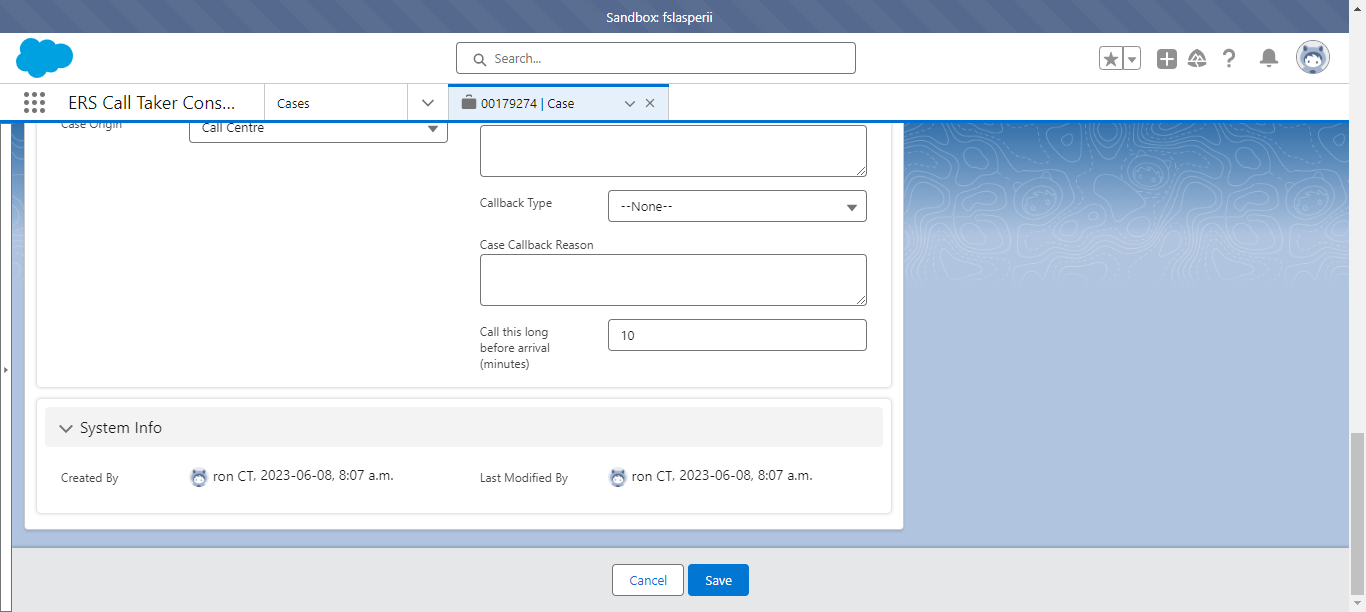 Sandbox: fslasperii
Search...
ERS Call Taker Cons...
Cases
00179274 | Case
Case Origin
Call Centre
Callback Type
--None--
Case Callback Reason
Call this long
before arrival
(minutes)
10
System Info
Created By
ron CT, 2023-06-08, 8:07 a.m.
Last Modified By
ron CT, 2023-06-08, 8:07 a.m.
Cancel
Save